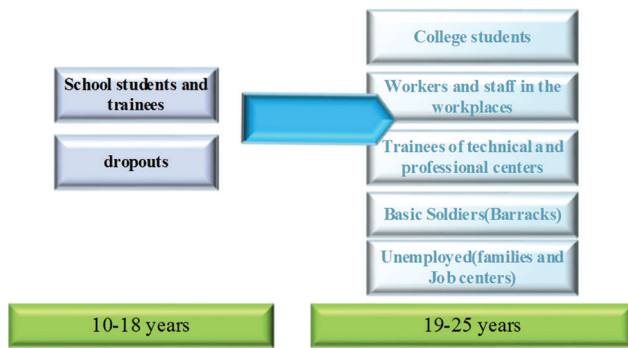 College students
School students and
trainees
Workers and staff in the
workplaces
dropouts
Trainees of technical and
professional centers
Basic Soldiers(Barracks)
Unemployed(families and
Job centers)
10-18 years
19-25 years